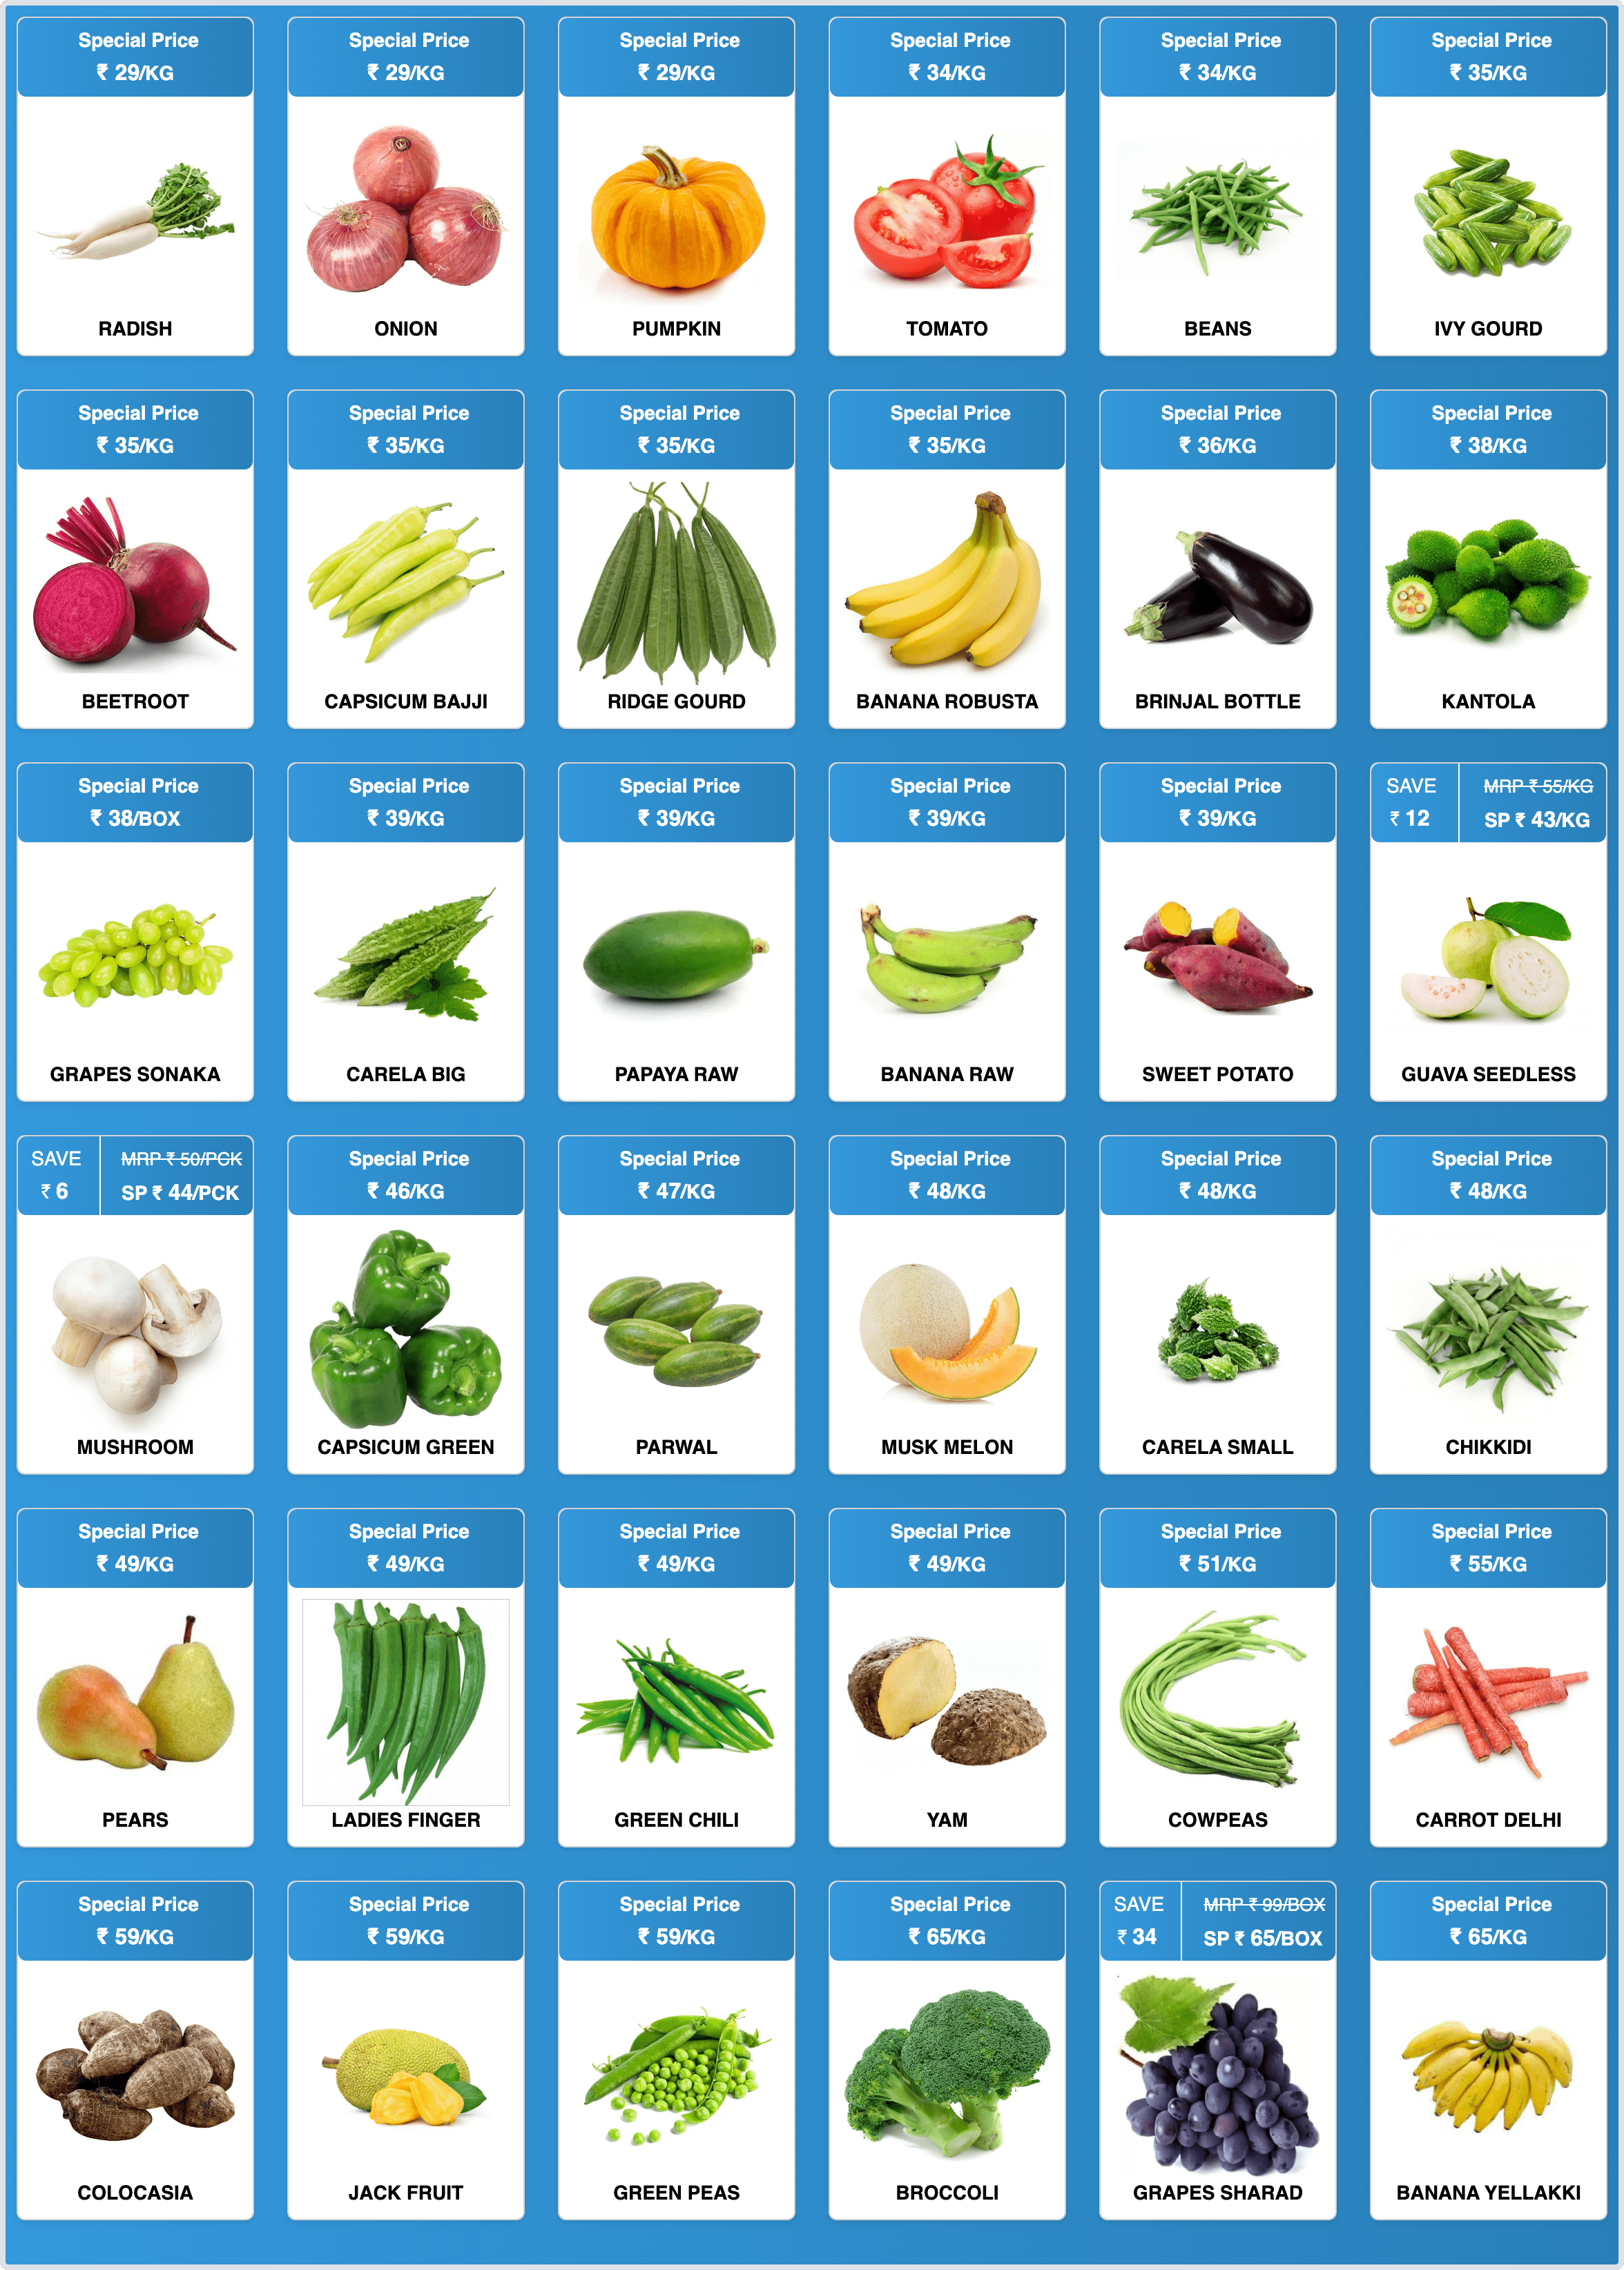 Special Price
₹ 29/KG
RADISH
Special Price
₹ 29/KG
ONION
Special Price
₹ 29/KG
PUMPKIN
Special Price
₹ 34/KG
TOMATO
Special Price
₹ 34/KG
BEANS
Special Price
₹ 35/KG
IVY GOURD
Special Price
₹ 35/KG
BEETROOT
Special Price
₹ 35/KG
CAPSICUM BAJJI
Special Price
₹ 35/KG
RIDGE GOURD
Special Price
₹ 35/KG
BANANA ROBUSTA
Special Price
₹ 36/KG
BRINJAL BOTTLE
Special Price
₹ 38/KG
KANTOLA
Special Price
₹ 38/BOX
GRAPES SONAKA
Special Price
₹ 39/KG
CARELA BIG
Special Price
₹ 39/KG
PAPAYA RAW
Special Price
₹ 39/KG
BANANA RAW
Special Price
₹ 39/KG
SWEET POTATO
SAVE
₹ 12
MRP ₹ 55/KG
SP ₹ 43/KG
GUAVA SEEDLESS
SAVE
₹ 6
MRP ₹ 50/PCK
SP ₹ 44/PCK
MUSHROOM
Special Price
₹ 46/KG
CAPSICUM GREEN
Special Price
₹ 47/KG
PARWAL
Special Price
₹ 48/KG
MUSK MELON
Special Price
₹ 48/KG
CARELA SMALL
Special Price
₹ 48/KG
CHIKKIDI
Special Price
₹ 49/KG
PEARS
Special Price
₹ 49/KG
LADIES FINGER
Special Price
₹ 49/KG
GREEN CHILI
Special Price
₹ 49/KG
YAM
Special Price
₹ 51/KG
COWPEAS
Special Price
₹ 55/KG
CARROT DELHI
Special Price
₹ 59/KG
COLOCASIA
Special Price
₹ 59/KG
JACK FRUIT
Special Price
₹ 59/KG
GREEN PEAS
Special Price
₹ 65/KG
BROCCOLI
SAVE
₹ 34
MRP ₹ 99/BOX
SP ₹ 65/BOX
GRAPES SHARAD
Special Price
₹ 65/KG
BANANA YELLAKKI